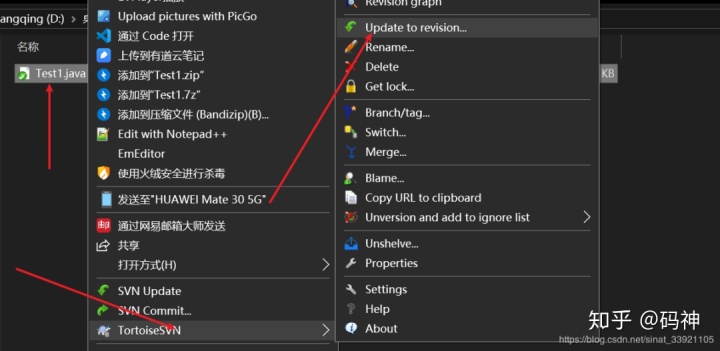 angqing (D:)
名称
Test1.java
KB
Upload pictures with PicGo
通过 Code 打开
上传到有道云笔记
添加到"Test1.zip"
添加到"Test1.7z"
添加到压缩文件 (Bandizip)(B)...
Edit with Notepad++
EmEditor
使用火绒安全进行杀毒
发送至"HUAWEI Mate 30 5G"
通过网易邮箱大师发送
共享
打开方式(H)
SVN Update
SVN Commit...
TortoiseSVN
Revision graph
Update to revision...
Rename...
Delete
Get lock...
Branch/tag...
Switch...
Merge...
Blame...
Copy URL to clipboard
Unversion and add to ignore list
Unshelve...
Properties
Settings
Help
About
知乎 @码神
https://blog.csdn.net/sinat_33921105